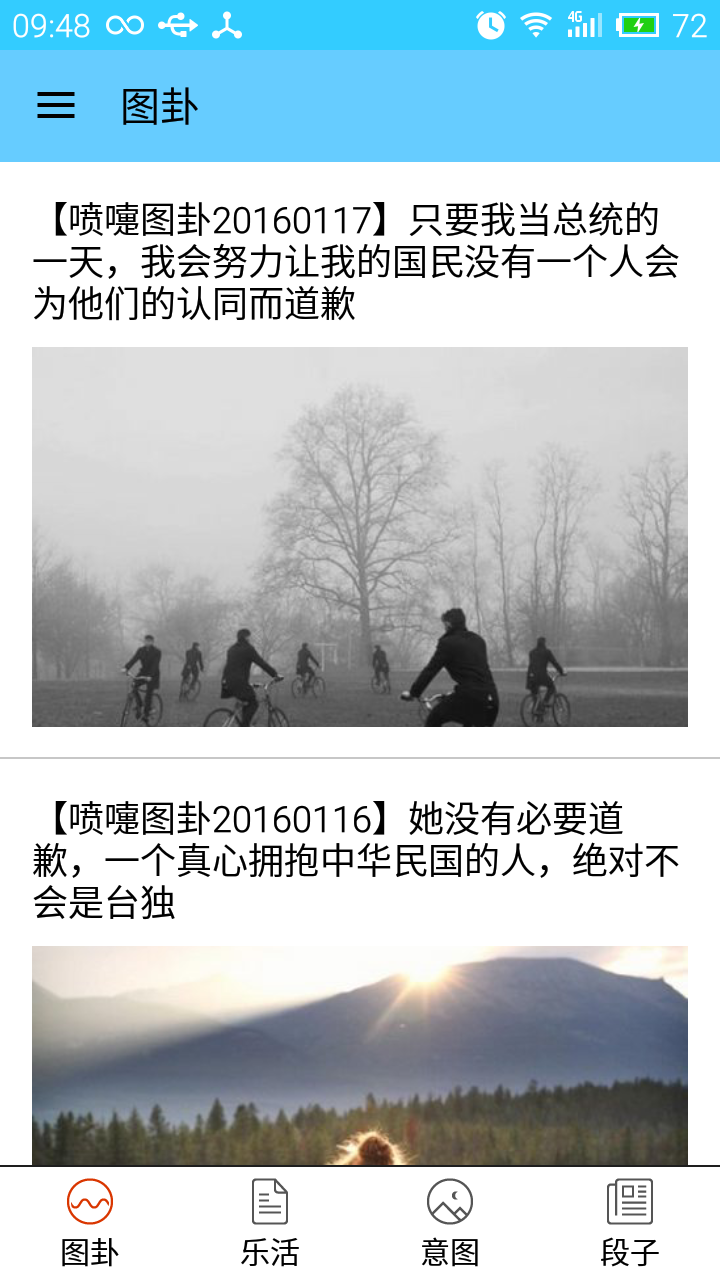 09:48
4G
72
图卦
【喷嚏图卦20160117】只要我当总统的
一天，我会努力让我的国民没有一个人会
为他们的认同而道歉
【喷嚏图卦20160116】她没有必要道
歉，一个真心拥抱中华民国的人，绝对不
会是台独
图卦
乐活
意图
段子